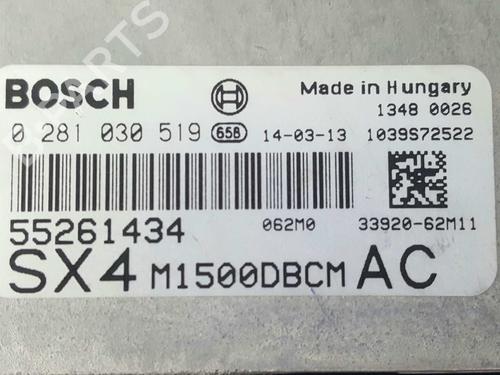 BOSCH
Made in Hungary
1348 0026
0 281 030 519 658 14-03-13 1039S72522
062M0 33920-62M11
55261434
SX4 M1500DBCM AC